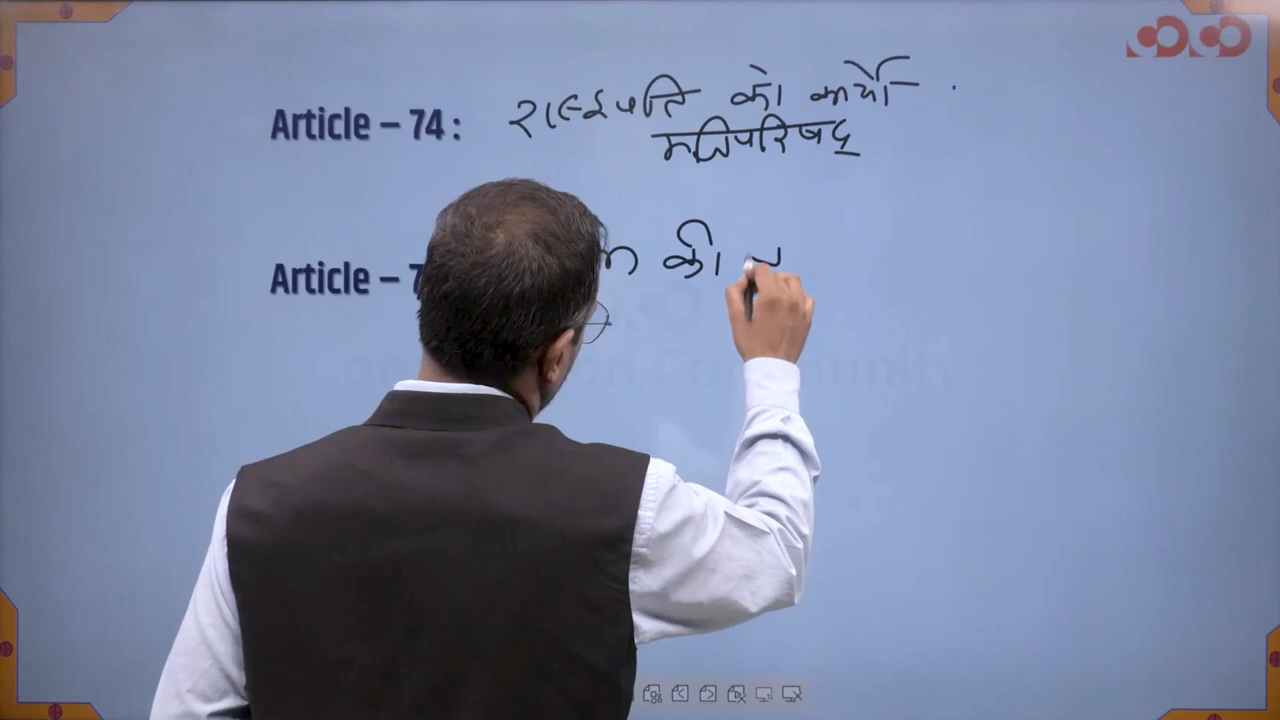 Article – 74 : राष्ट्रपति को कार्यो
मंत्रिपरिषद्
Article – 7 की